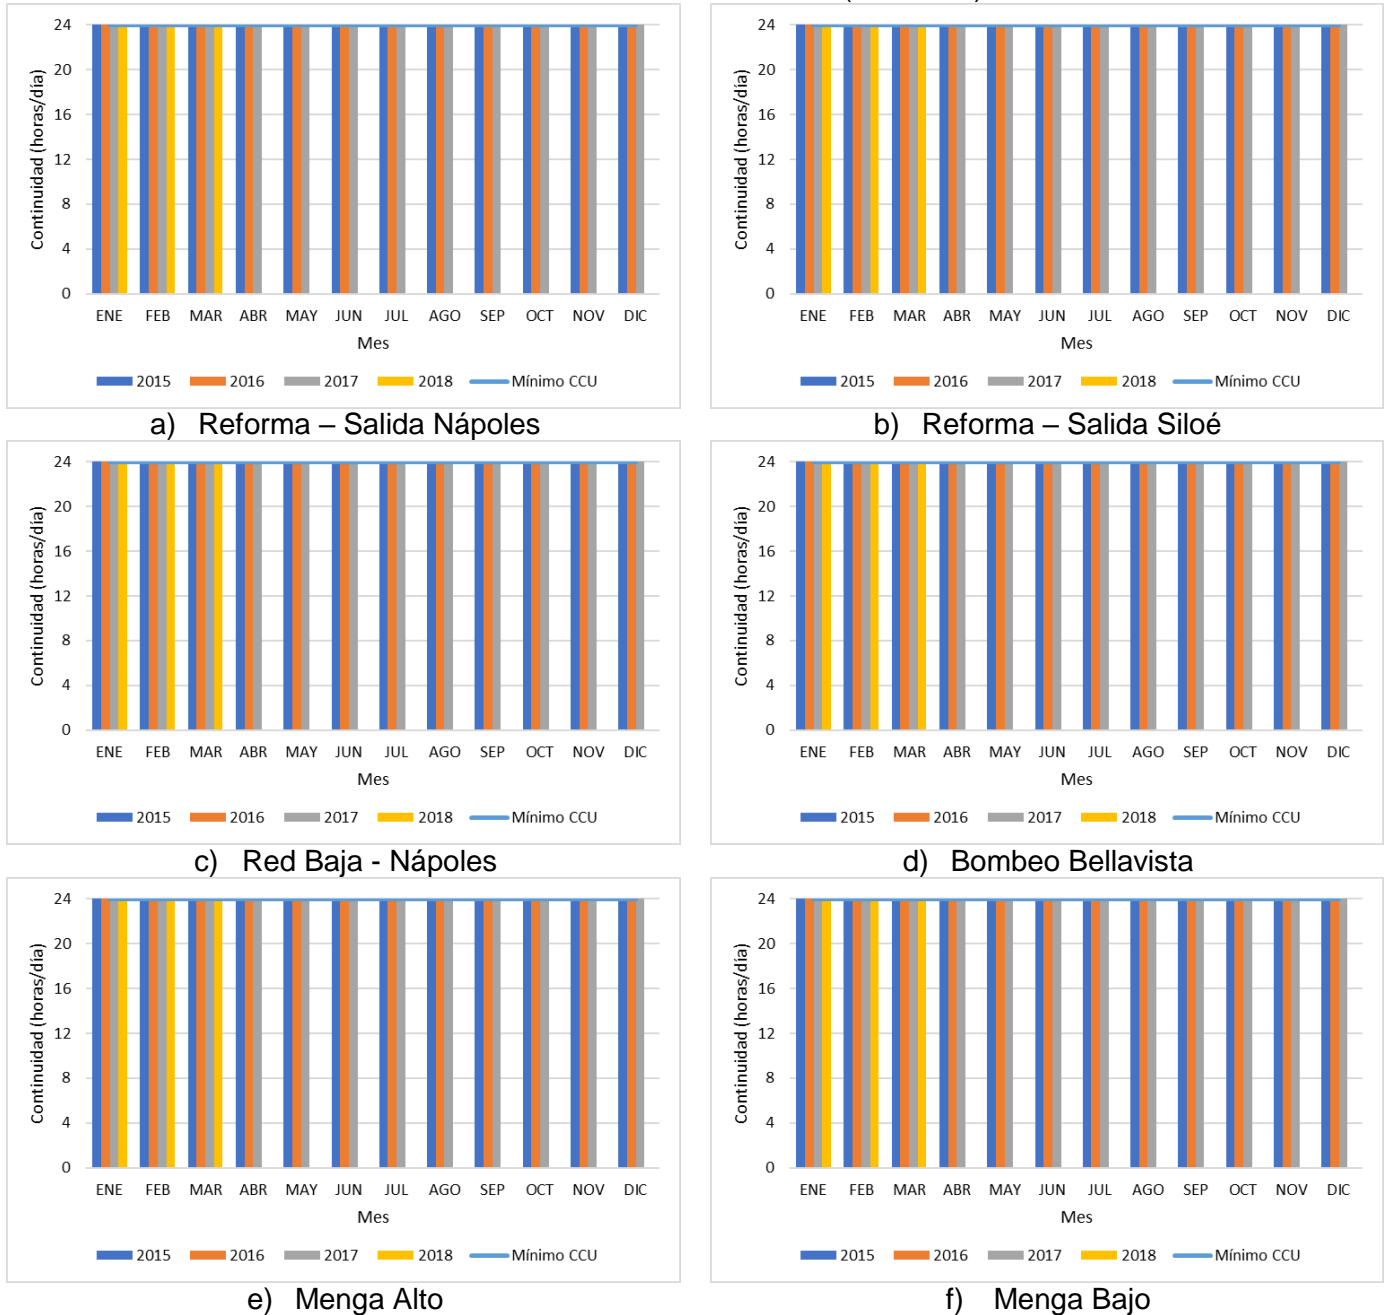 24
20
16
12
8
4
0
Continuidad (horas/día)
ENE FEB MAR ABR MAY JUN JUL AGO SEP OCT NOV DIC
Mes
2015 2016 2017 2018 Mínimo CCU
a) Reforma – Salida Nápoles
24
20
16
12
8
4
0
Continuidad (horas/día)
ENE FEB MAR ABR MAY JUN JUL AGO SEP OCT NOV DIC
Mes
2015 2016 2017 2018 Mínimo CCU
b) Reforma – Salida Siloé
24
20
16
12
8
4
0
Continuidad (horas/día)
ENE FEB MAR ABR MAY JUN JUL AGO SEP OCT NOV DIC
Mes
2015 2016 2017 2018 Mínimo CCU
c) Red Baja - Nápoles
24
20
16
12
8
4
0
Continuidad (horas/día)
ENE FEB MAR ABR MAY JUN JUL AGO SEP OCT NOV DIC
Mes
2015 2016 2017 2018 Mínimo CCU
d) Bombeo Bellavista
24
20
16
12
8
4
0
Continuidad (horas/día)
ENE FEB MAR ABR MAY JUN JUL AGO SEP OCT NOV DIC
Mes
2015 2016 2017 2018 Mínimo CCU
e) Menga Alto
24
20
16
12
8
4
0
Continuidad (horas/día)
ENE FEB MAR ABR MAY JUN JUL AGO SEP OCT NOV DIC
Mes
2015 2016 2017 2018 Mínimo CCU
f) Menga Bajo